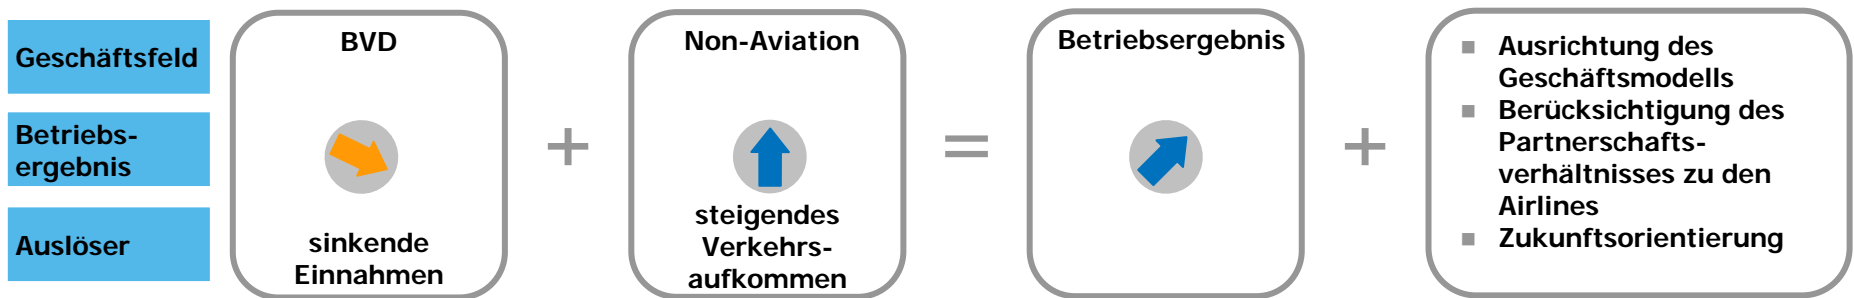 Geschäftsfeld
Betriebs-
ergebnis
Auslöser
BVD
sinkende
Einnahmen
+
Non-Aviation
steigendes
Verkehrs-
aufkommen
=
Betriebsergebnis
+
■ Ausrichtung des
Geschäftsmodells
■ Berücksichtigung des
Partnerschafts-
verhältnisses zu den
Airlines
■ Zukunftsorientierung